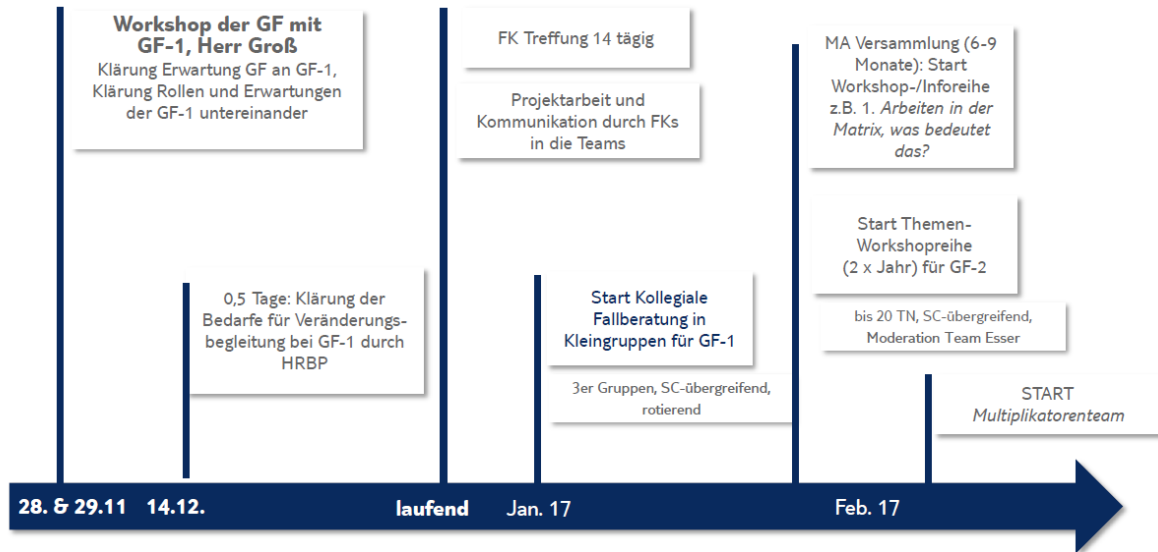 Workshop der GF mit
GF-1, Herr Groß
Klärung Erwartung GF an GF-1,
Klärung Rollen und Erwartungen
der GF-1 untereinander
0,5 Tage: Klärung der
Bedarfe für Veränderungs-
begleitung bei GF-1 durch
HRBP
FK Treffung 14 tägig
Projektarbeit und
Kommunikation durch FKs
in die Teams
Start Kollegiale
Fallberatung in
Kleingruppen für GF-1
3er Gruppen, SC-übergreifend,
rotierend
MA Versammlung (6-9
Monate): Start
Workshop-/Inforeihe
z.B. 1. Arbeiten in der
Matrix, was bedeutet
das?
Start Themen-
Workshopreihe
(2 x Jahr) für GF-2
bis 20 TN, SC-übergreifend,
Moderation Team Esser
START
Multiplikatorenteam
28. & 29.11 14.12. laufend Jan. 17 Feb. 17